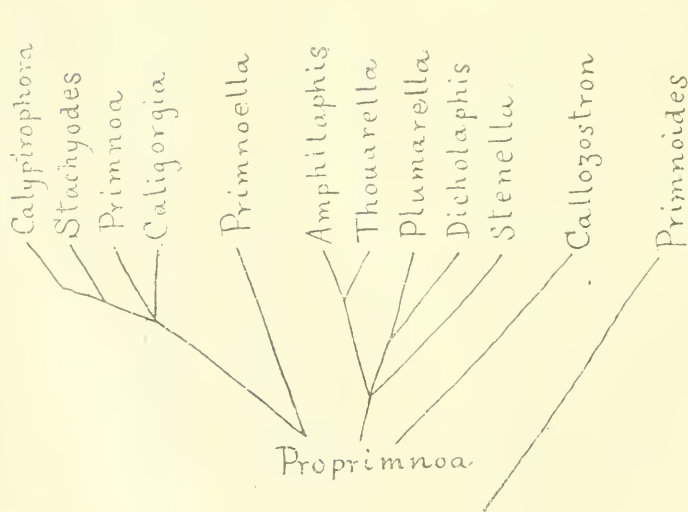 Calyptrophora
Stachyodes
Primnoa
Caligorgia
Primnoella
Amphilaphis
Thouarella
Plumarella
Dicholaphis
Stenella
Callozostron
Primnoides
Proprimnoa